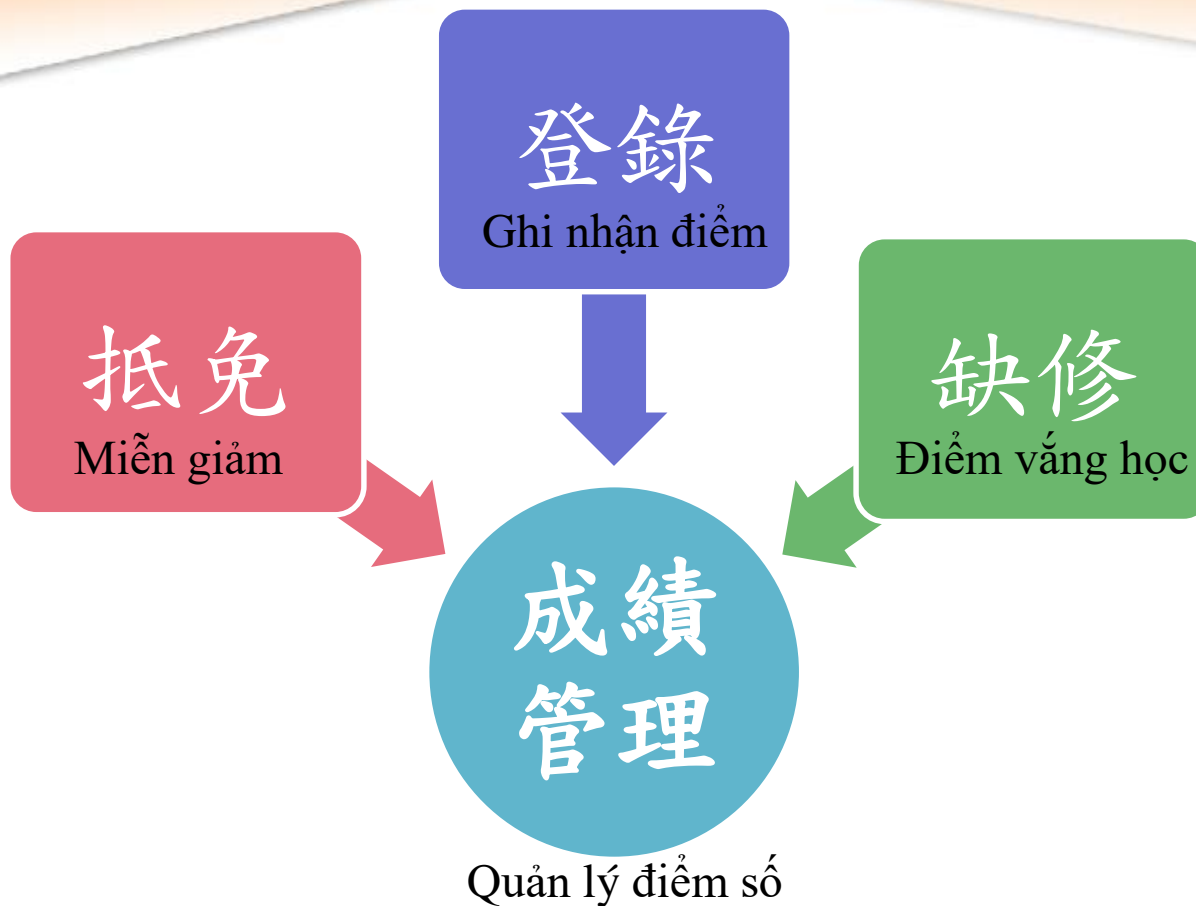 登錄
Ghi nhận điểm
抵免
Miễn giảm
缺修
Điểm vắng học
成績
管理
Quản lý điểm số